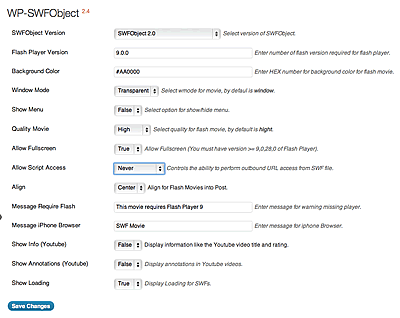 WP-SWFObject 2.4
SWFObject Version SWFObject 2.0 Select version of SWFObject.
Flash Player Version 9.0.0 Enter number of flash version required for flash player.
Background Color #AA0000 Enter HEX number for background color for flash movie.
Window Mode Transparent Select wmode for movie, by defaul is window.
Show Menu False Select option for show/hide menu.
Quality Movie High Select quality for flash movie, by default is hight.
Allow Fullscreen True Allow Fullscreen (You must have version >= 9,0,28,0 of Flash Player).
Allow Script Access Never Controls the ability to perform outbound URL access from SWF file.
Align Center Align for Flash Movies into Post.
Message Require Flash This movie requires Flash Player 9 Enter message for warning missing player.
Message iPhone Browser SWF Movie Enter message for iphone Browser.
Show Info (Youtube) False Display information like the Youtube video title and rating.
Show Annotations (Youtube) False Display annotations in Youtube videos.
Show Loading True Display Loading for SWFs.
Save Changes